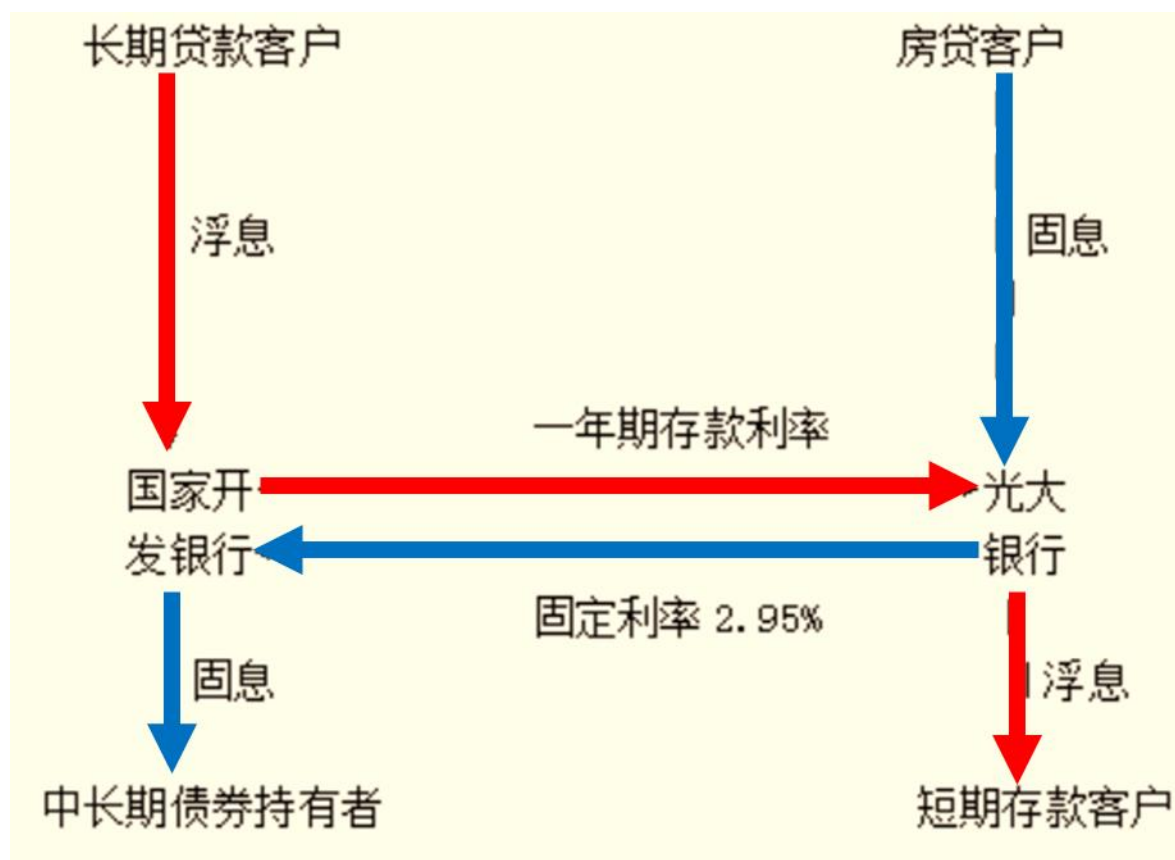 长期贷款客户
房贷客户
浮息
固息
一年期存款利率
国家开
光大
发银行
银行
固定利率 2.95%
固息
浮息
中长期债券持有者
短期存款客户